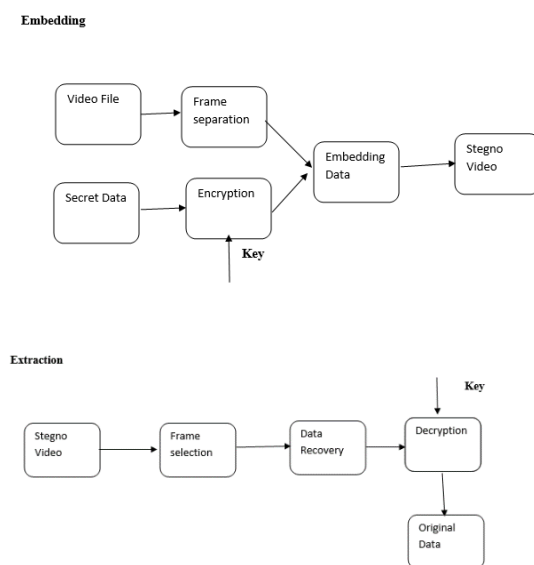 Embedding
Video File
Frame
separation
Embedding
Data
Stegno
Video
Secret Data
Encryption
Key
Extraction
Key
Stegno
Video
Frame
selection
Data
Recovery
Decryption
Original
Data